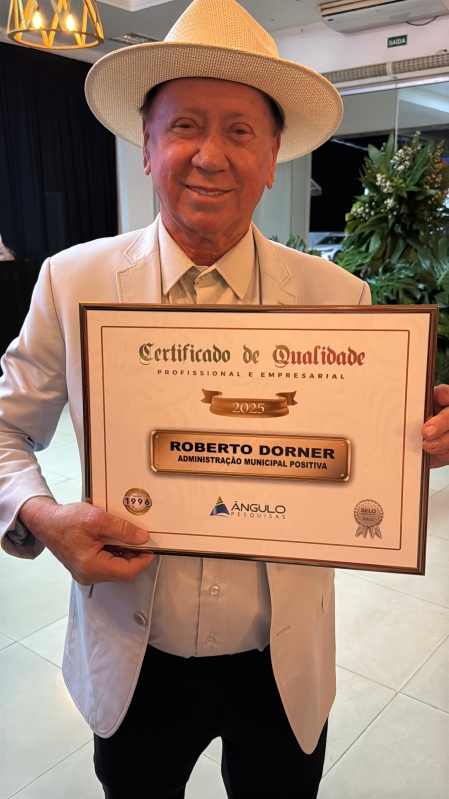 SAÍDA
Certificado de Qualidade
PROFISSIONAL E EMPRESARIAL
2025
ROBERTO DORNER
ADMINISTRAÇÃO MUNICIPAL POSITIVA
1996
ÂNGULO
PESQUISAS
SELO